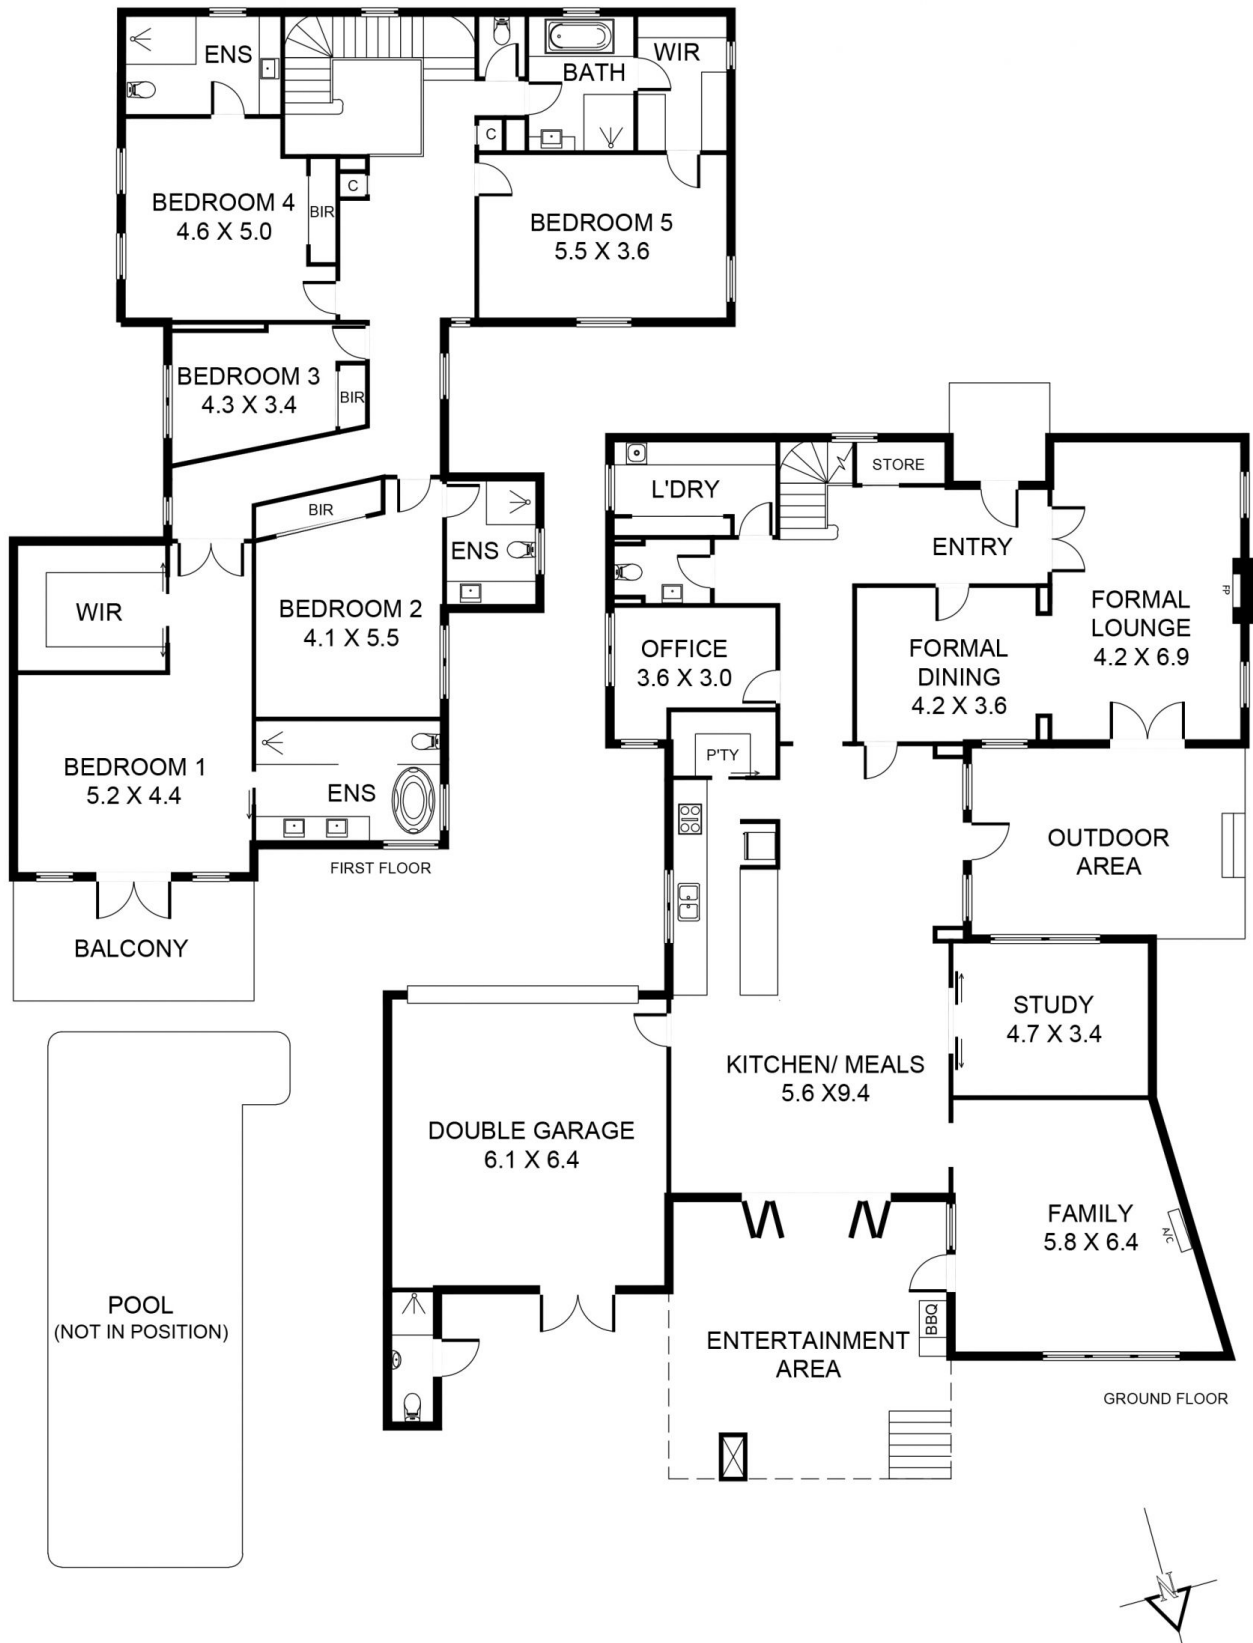 ENS
BATH
WIR
C
C
BEDROOM 4
4.6 X 5.0
BIR
BEDROOM 5
5.5 X 3.6
BEDROOM 3
4.3 X 3.4
BIR
BIR
ENS
WIR
BEDROOM 2
4.1 X 5.5
BEDROOM 1
5.2 X 4.4
ENS
FIRST FLOOR
BALCONY
L'DRY
STORE
ENTRY
FORMAL
LOUNGE
4.2 X 6.9
FP
OFFICE
3.6 X 3.0
FORMAL
DINING
4.2 X 3.6
P'TY
OUTDOOR
AREA
STUDY
4.7 X 3.4
KITCHEN/ MEALS
5.6 X9.4
DOUBLE GARAGE
6.1 X 6.4
FAMILY
5.8 X 6.4
A/C
BBQ
ENTERTAINMENT
AREA
GROUND FLOOR
POOL
(NOT IN POSITION)
N